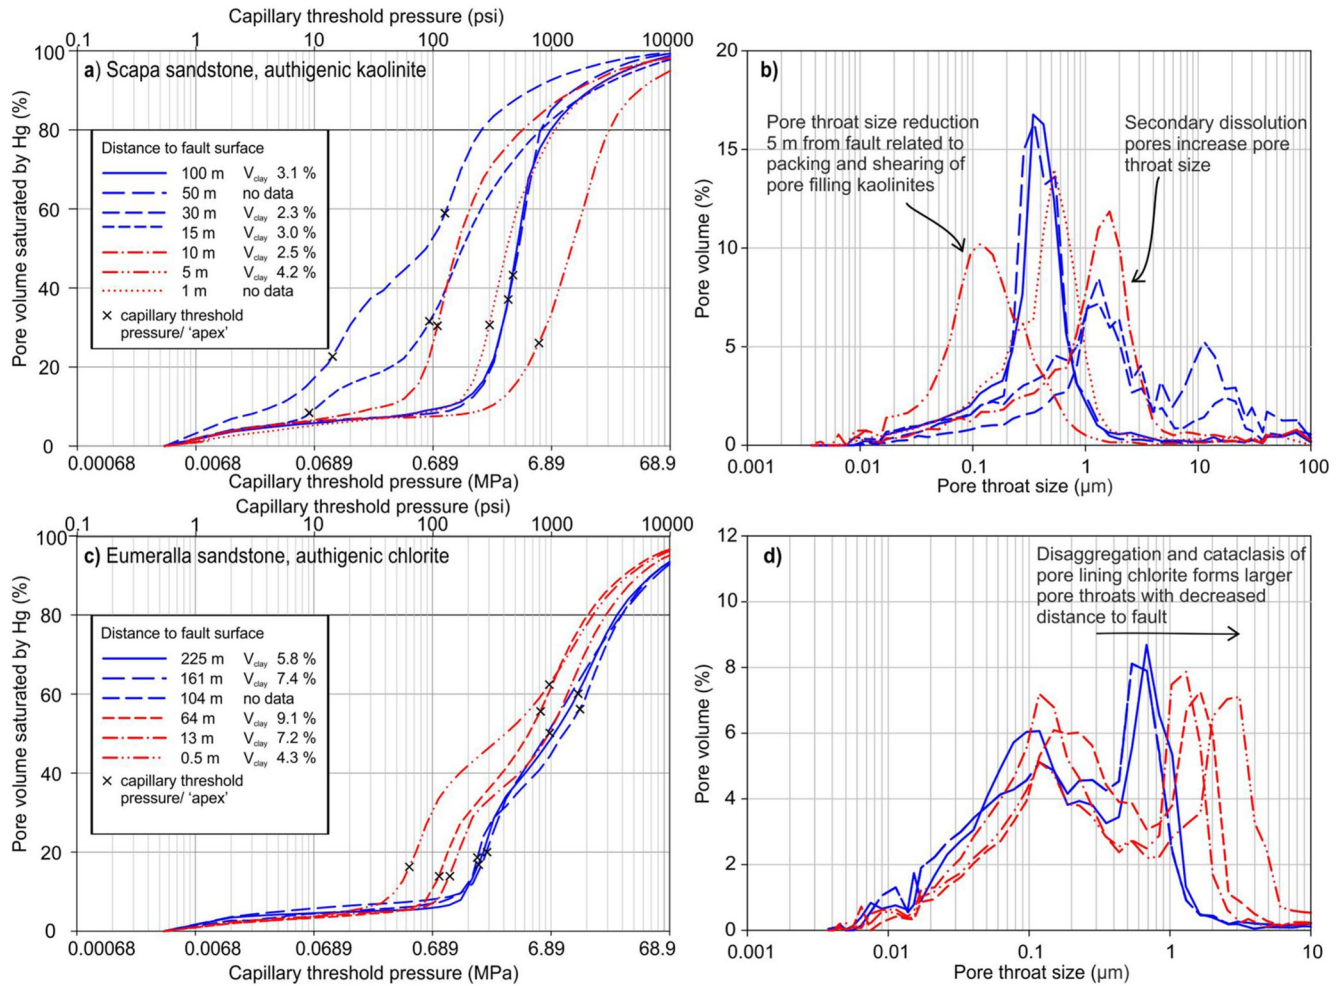 Capillary threshold pressure (psi)
0.1 1 10 100 1000 10000
a) Scapa sandstone, authigenic kaolinite
Pore volume saturated by Hg (%)
100
80
60
40
20
0
Distance to fault surface
100 m Vclay 3.1 %
50 m no data
30 m Vclay 2.3 %
15 m Vclay 3.0 %
10 m Vclay 2.5 %
5 m Vclay 4.2 %
1 m no data
× capillary threshold
pressure/ 'apex'
0.00068 0.0068 0.0689 0.689 6.89 68.9
Capillary threshold pressure (MPa)
b)
Pore volume (%)
20
15
10
5
0
Pore throat size reduction
5 m from fault related to
packing and shearing of
pore filling kaolinites
Secondary dissolution
pores increase pore
throat size
0.001 0.01 0.1 1 10 100
Pore throat size (µm)
Capillary threshold pressure (psi)
0.1 1 10 100 1000 10000
c) Eumeralla sandstone, authigenic chlorite
Pore volume saturated by Hg (%)
100
80
60
40
20
0
Distance to fault surface
225 m Vclay 5.8 %
161 m Vclay 7.4 %
104 m no data
64 m Vclay 9.1 %
13 m Vclay 7.2 %
0.5 m Vclay 4.3 %
× capillary threshold
pressure/ 'apex'
0.00068 0.0068 0.0689 0.689 6.89 68.9
Capillary threshold pressure (MPa)
d)
Pore volume (%)
12
10
8
6
4
2
0
Disaggregation and cataclasis of
pore lining chlorite forms larger
pore throats with decreased
distance to fault
0.001 0.01 0.1 1 10
Pore throat size (µm)